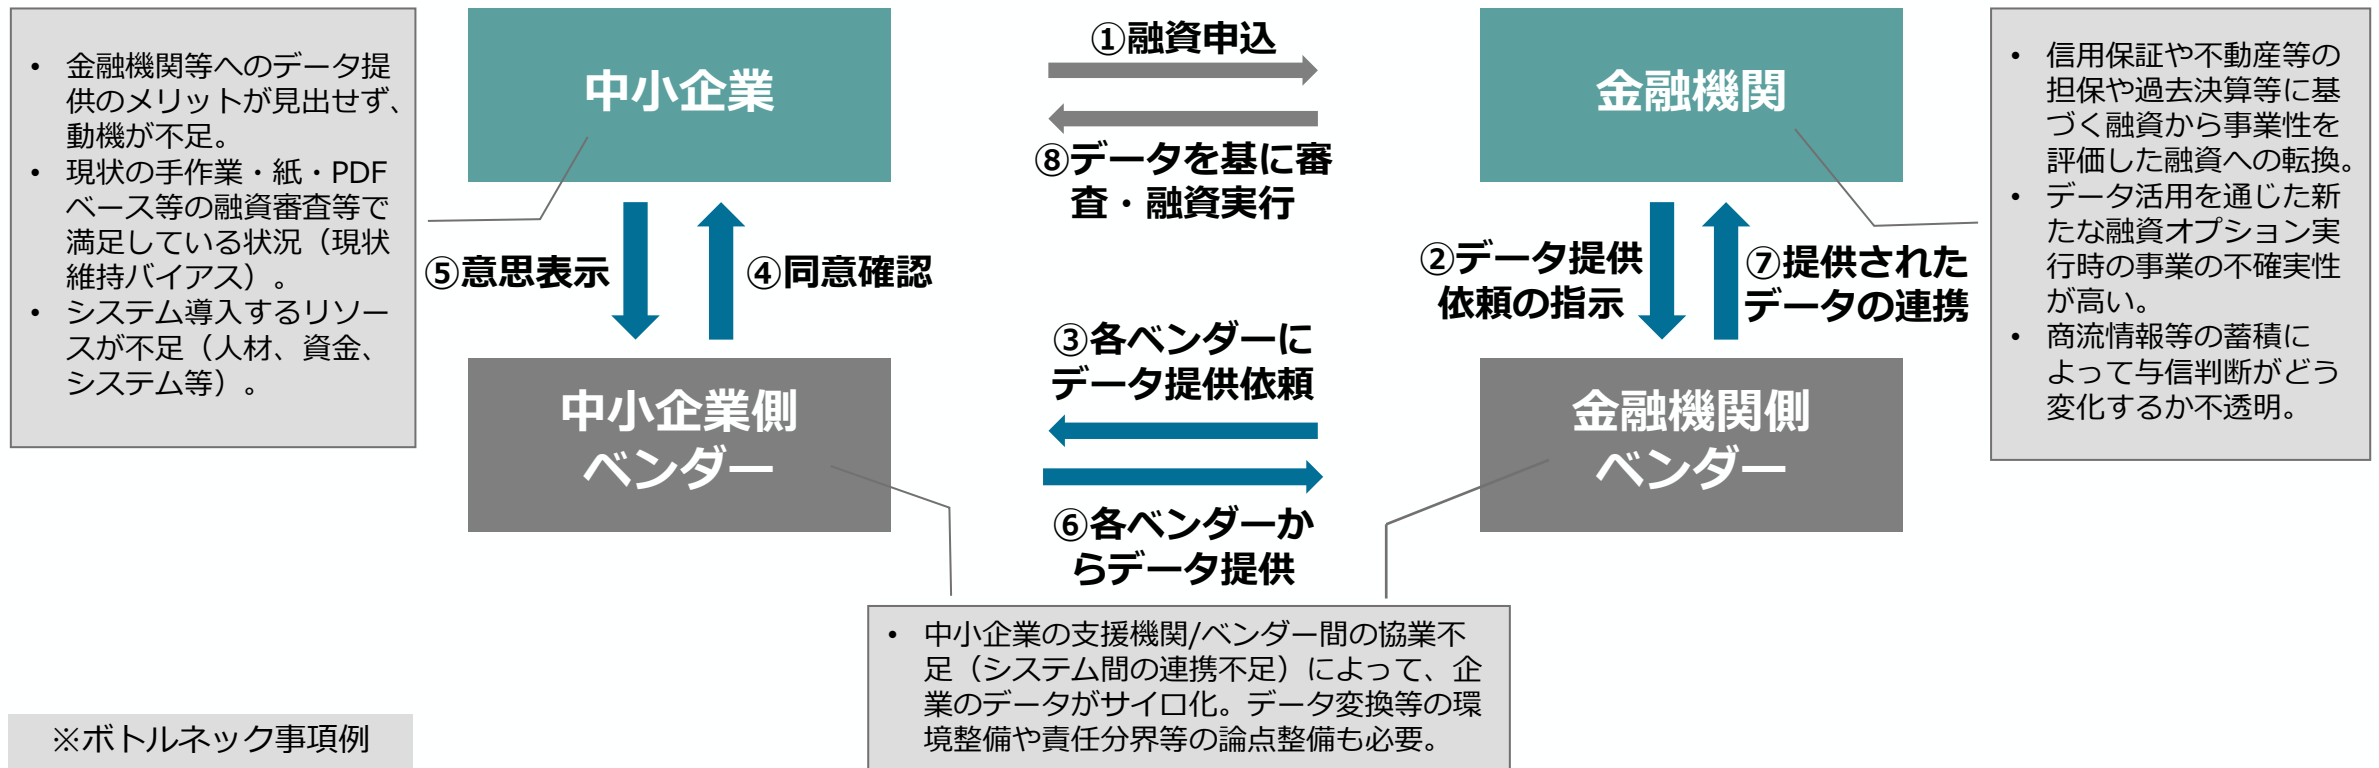 • 金融機関等へのデータ提
供のメリットが見出せず、
動機が不足。
• 現状の手作業・紙・PDF
ベース等の融資審査等で
満足している状況（現状
維持バイアス）。
• システム導入するリソー
スが不足（人材、資金、
システム等）。
中小企業
①融資申込
⑧データを基に審
査・融資実行
金融機関
• 信用保証や不動産等の
担保や過去決算等に基
づく融資から事業性を
評価した融資への転換。
• データ活用を通じた新
たな融資オプション実
行時の事業の不確実性
が高い。
• 商流情報等の蓄積に
よって与信判断がどう
変化するか不透明。
⑤意思表示
④同意確認
②データ提供
依頼の指示
⑦提供された
データの連携
③各ベンダーに
データ提供依頼
中小企業側
ベンダー
金融機関側
ベンダー
⑥各ベンダーか
らデータ提供
• 中小企業の支援機関/ベンダー間の協業不
足（システム間の連携不足）によって、企
業のデータがサイロ化。データ変換等の環
境整備や責任分界等の論点整備も必要。
※ボトルネック事項例